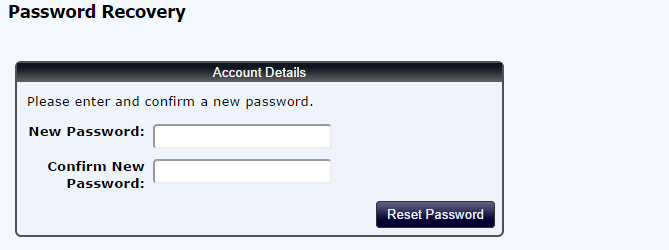 Password Recovery
Account Details
Please enter and confirm a new password.
New Password:
Confirm New
Password:
Reset Password